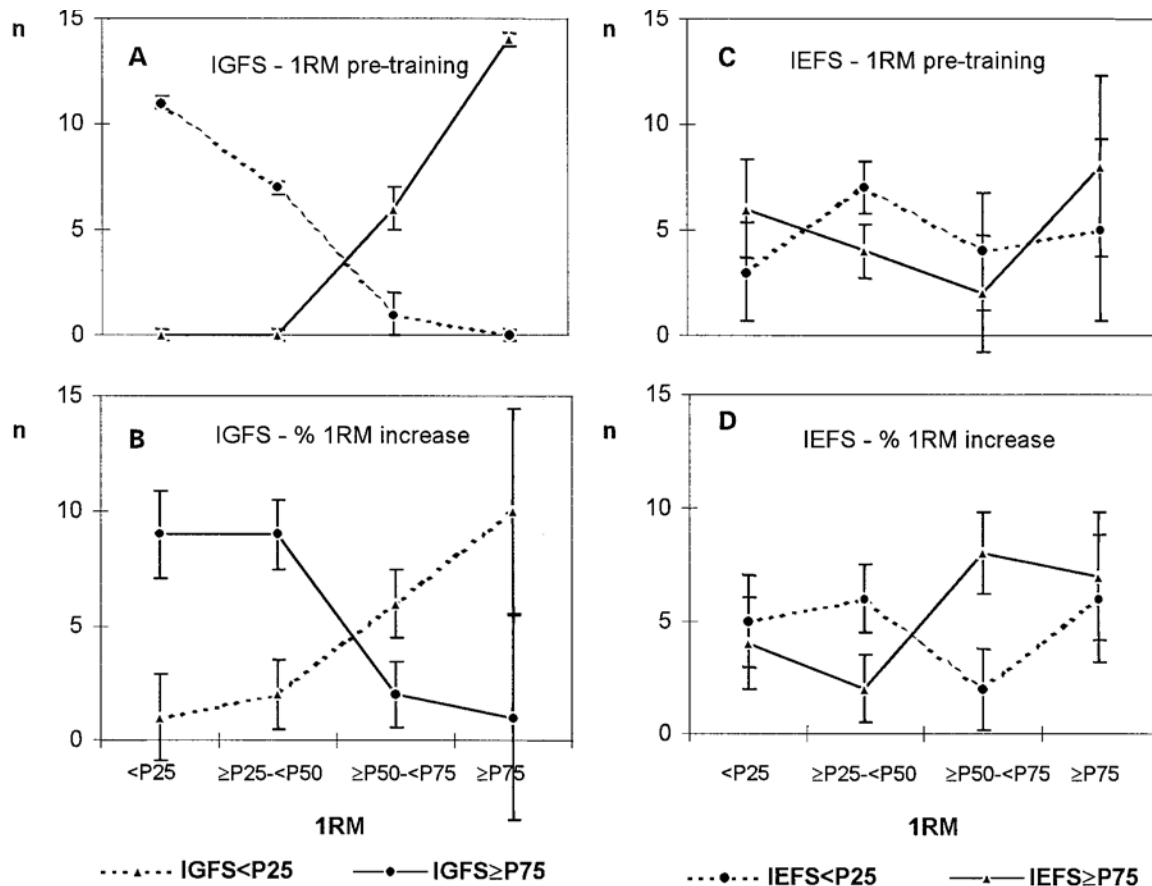 n
15
A
IGFS - 1RM pre-training
10
5
0
n
15
C
IEFS - 1RM pre-training
10
5
0
n
15
B
IGFS - % 1RM increase
10
5
0
<P25 ≥P25-<P50 ≥P50-<P75 ≥P75
1RM
IGFS<P25 IGFS≥P75
n
15
D
IEFS - % 1RM increase
10
5
0
<P25 ≥P25-<P50 ≥P50-<P75 ≥P75
1RM
IEFS<P25 IEFS≥P75